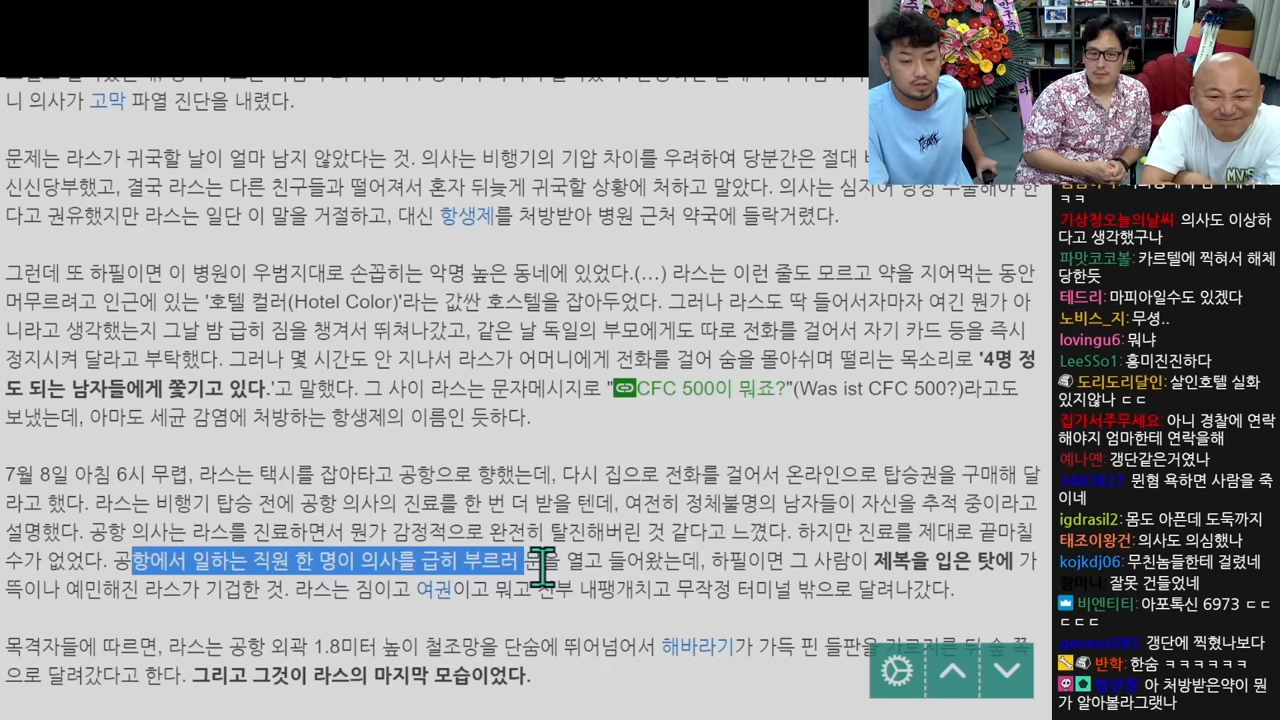 니 의사가 고막 파열 진단을 내렸다.
문제는 라스가 귀국할 날이 얼마 남지 않았다는 것. 의사는 비행기의 기압 차이를 우려하여 당분간은 절대
신신당부했고, 결국 라스는 다른 친구들과 떨어져서 혼자 뒤늦게 귀국할 상황에 처하고 말았다. 의사는 심지어 당장 수술해야 한
다고 권유했지만 라스는 일단 이 말을 거절하고, 대신 항생제를 처방받아 병원 근처 약국에 들락거렸다.
그런데 또 하필이면 이 병원이 우범지대로 손꼽히는 악명 높은 동네에 있었다.(…) 라스는 이런 줄도 모르고 약을 지어먹는 동안
머무르려고 인근에 있는 '호텔 컬러(Hotel Color)'라는 값싼 호스텔을 잡아두었다. 그러나 라스도 딱 들어서자마자 여긴 뭔가 아
니라고 생각했는지 그날 밤 급히 짐을 챙겨서 뛰쳐나갔고, 같은 날 독일의 부모에게도 따로 전화를 걸어서 자기 카드 등을 즉시
정지시켜 달라고 부탁했다. 그러나 몇 시간도 안 지나서 라스가 어머니에게 전화를 걸어 숨을 몰아쉬며 떨리는 목소리로 '4명 정
도 되는 남자들에게 쫓기고 있다.'고 말했다. 그 사이 라스는 문자메시지로 "CFC 500이 뭐죠?"(Was ist CFC 500?)라고도
보냈는데, 아마도 세균 감염에 처방하는 항생제의 이름인 듯하다.
7월 8일 아침 6시 무렵, 라스는 택시를 잡아타고 공항으로 향했는데, 다시 집으로 전화를 걸어서 온라인으로 탑승권을 구매해 달
라고 했다. 라스는 비행기 탑승 전에 공항 의사의 진료를 한 번 더 받을 텐데, 여전히 정체불명의 남자들이 자신을 추적 중이라고
설명했다. 공항 의사는 라스를 진료하면서 뭔가 감정적으로 완전히 탈진해버린 것 같다고 느꼈다. 하지만 진료를 제대로 끝마칠
수가 없었다. 공항에서 일하는 직원 한 명이 의사를 급히 부르러 문을 열고 들어왔는데, 하필이면 그 사람이 제복을 입은 탓에 가
뜩이나 예민해진 라스가 기겁한 것. 라스는 짐이고 여권이고 뭐고 전부 내팽개치고 무작정 터미널 밖으로 달려나갔다.
목격자들에 따르면, 라스는 공항 외곽 1.8미터 높이 철조망을 단숨에 뛰어넘어서 해바라기가 가득 핀 들판을 가로지른 뒤 숲 쪽
으로 달려갔다고 한다. 그리고 그것이 라스의 마지막 모습이었다.
MVS
ㅋㅋ
기상청오늘의날씨 의사도 이상하
다고 생각했구나
파맛코코볼: 카르텔에 찍혀서 해체
당한듯
테드리: 마피아일수도 있겠다
노비스_지: 무셩..
lovingu6: 뭐냐
LeeSSo1: 흥미진진하다
도리도리달인: 살인호텔 실화
있지않나 ㄷㄷ
집가서주무세요: 아니 경찰에 연락
해야지 엄마한테 연락을해
예나옌: 갱단같은거였나
3483827 뭔협 욕하면 사람을 죽
이네
igdrasil2: 몸도 아픈데 도둑까지
태조이왕건: 의사도 의심했나
kojkdj06: 무친놈들한테 걸렸네
잘못 건들었네
비엔티티: 아포톡신 6973 ㄷㄷ
ㄷㄷㄷㄷ
genesis085: 갱단에 찍혔나보다
반학: 한숨 ㅋㅋㅋㅋㅋㅋ
아 처방받은약이 뭔
가 알아볼라그랫나